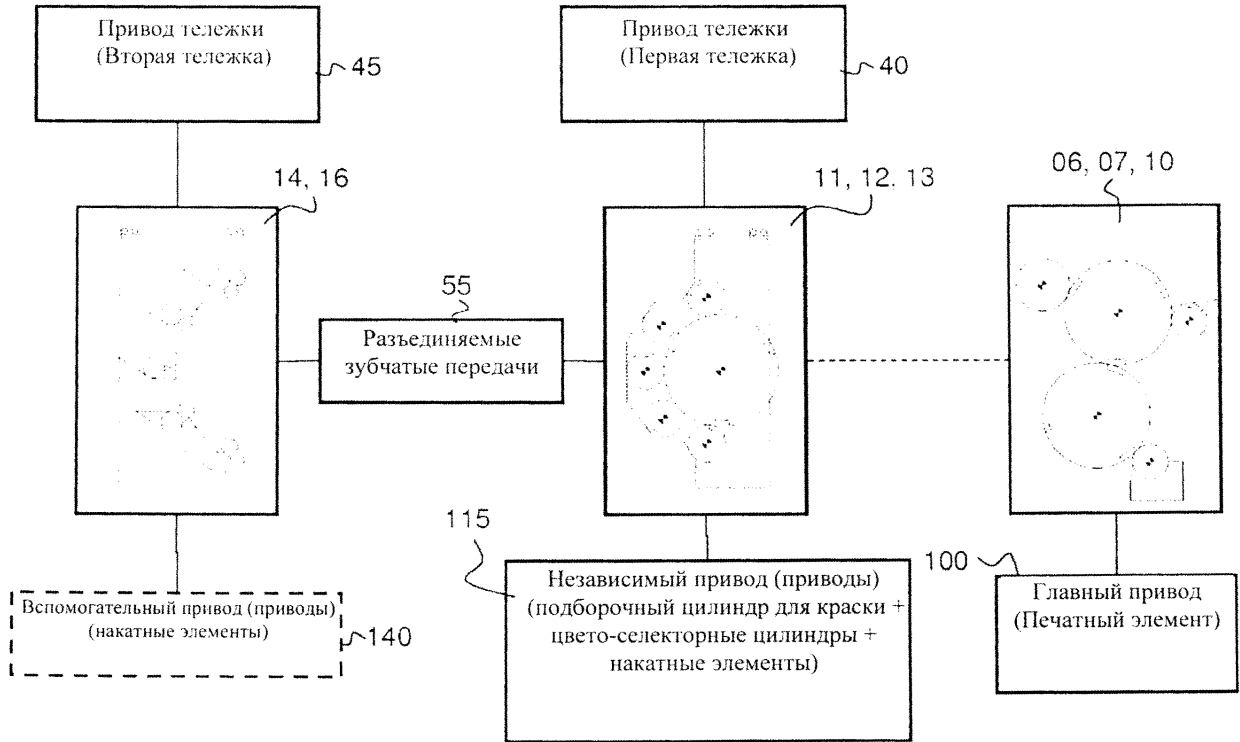 Привод тележки
(Вторая тележка)
45
Привод тележки
(Первая тележка)
40
14, 16
11, 12. 13
06, 07, 10
55
Разъединяемые
зубчатые передачи
115
Независимый привод (приводы)
(подборочный цилиндр для краски +
цвето-селекторные цилиндры +
накатные элементы)
100
Главный привод
(Печатный элемент)
Вспомогательный привод (приводы)
(накатные элементы)
140